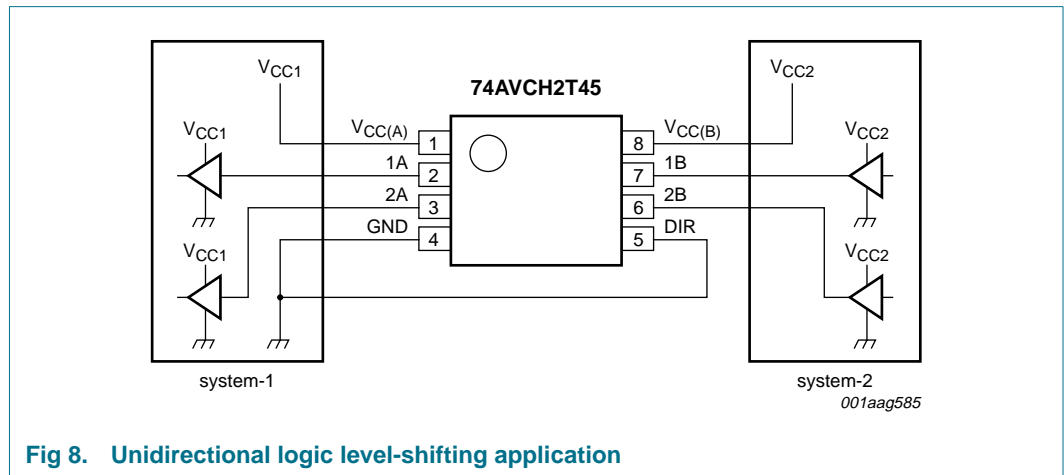 VCC1
VCC2
74AVCH2T45
VCC1
VCC(A)
1
8
VCC(B)
VCC2
1A
2
7
1B
2A
3
6
2B
GND
4
5
DIR
VCC1
VCC2
system-1
system-2
001aag585
Fig 8. Unidirectional logic level-shifting application